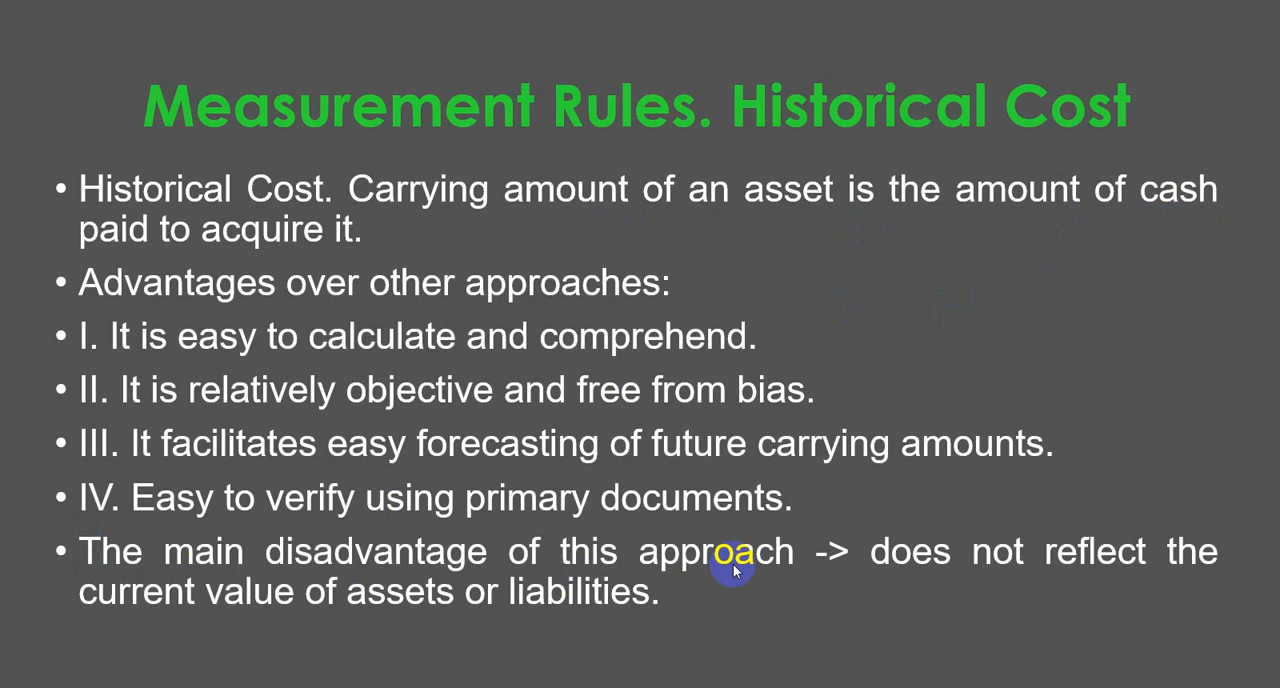 Measurement Rules. Historical Cost
• Historical Cost. Carrying amount of an asset is the amount of cash
paid to acquire it.
• Advantages over other approaches:
• I. It is easy to calculate and comprehend.
• II. It is relatively objective and free from bias.
• III. It facilitates easy forecasting of future carrying amounts.
• IV. Easy to verify using primary documents.
• The main disadvantage of this approach -> does not reflect the
current value of assets or liabilities.